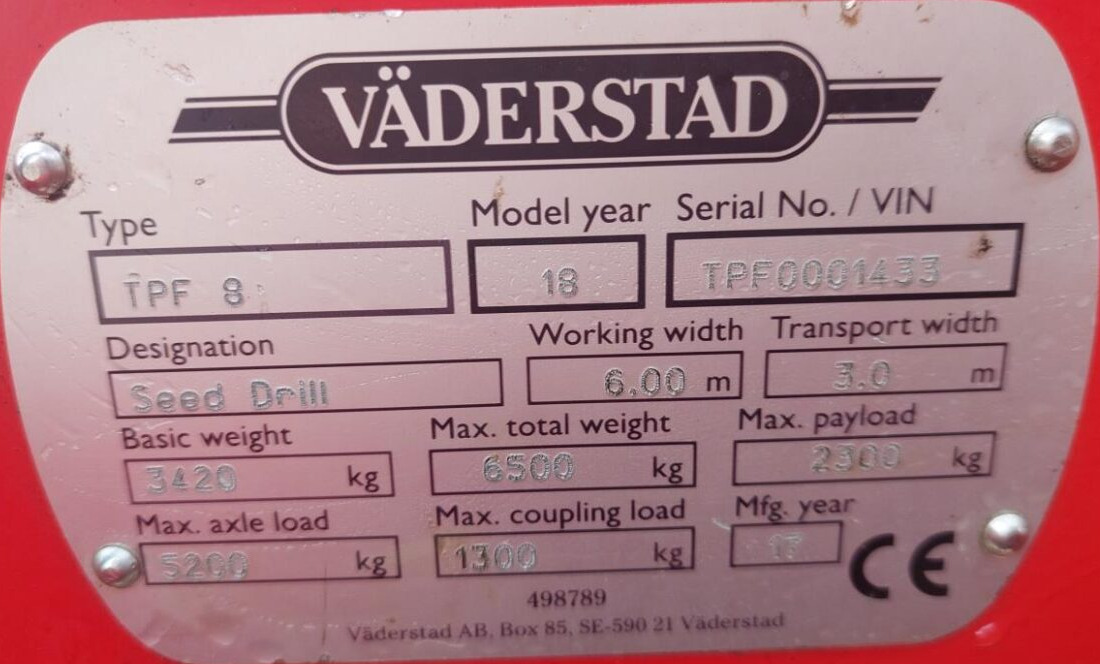 VÄDERSTAD
Type Model year Serial No. / VIN
TPF 8 18 TPF0001433
Designation Working width Transport width
Seed Drill 6,00 m 3.0 m
Basic weight Max. total weight Max. payload
3420 kg 6500 kg 2300 kg
Max. axle load Max. coupling load Mfg. year
5200 kg 1300 kg 17
CE
498789
Väderstad AB, Box 85, SE-590 21 Väderstad